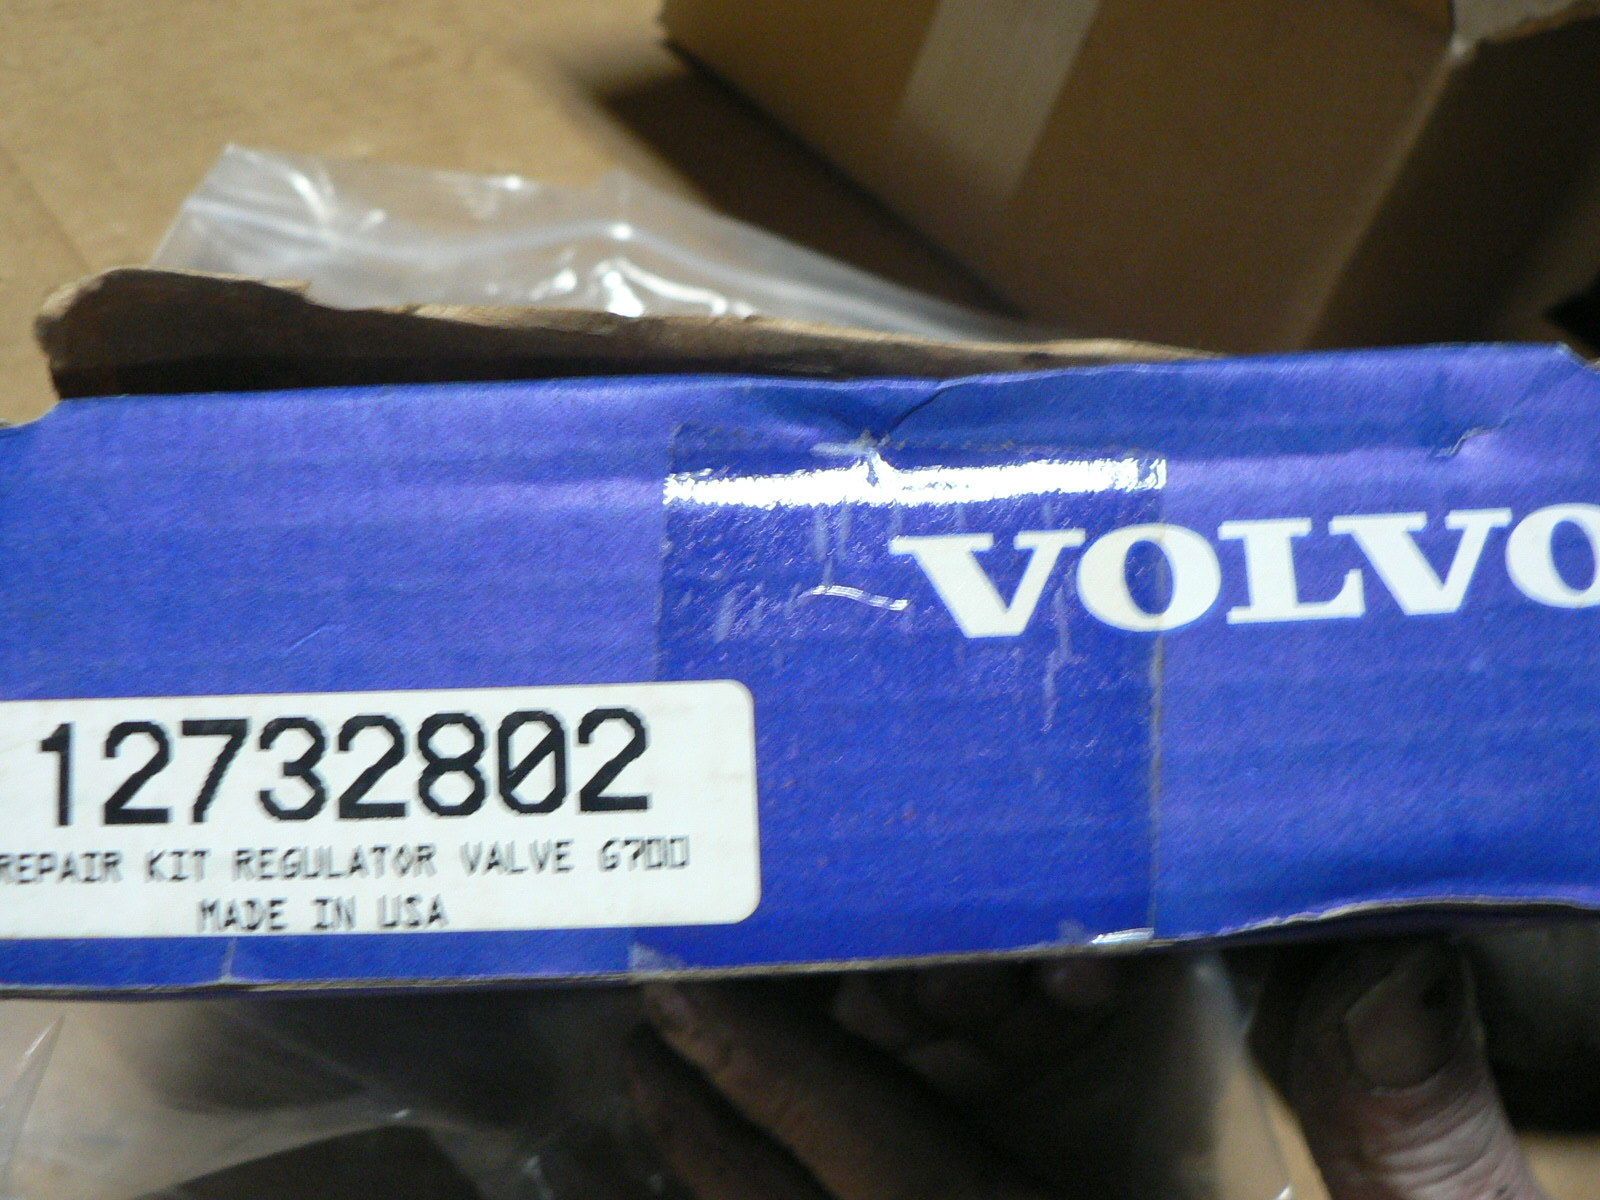 VOLVO
12732802
REPAIR KIT REGULATOR VALVE G700
MADE IN USA